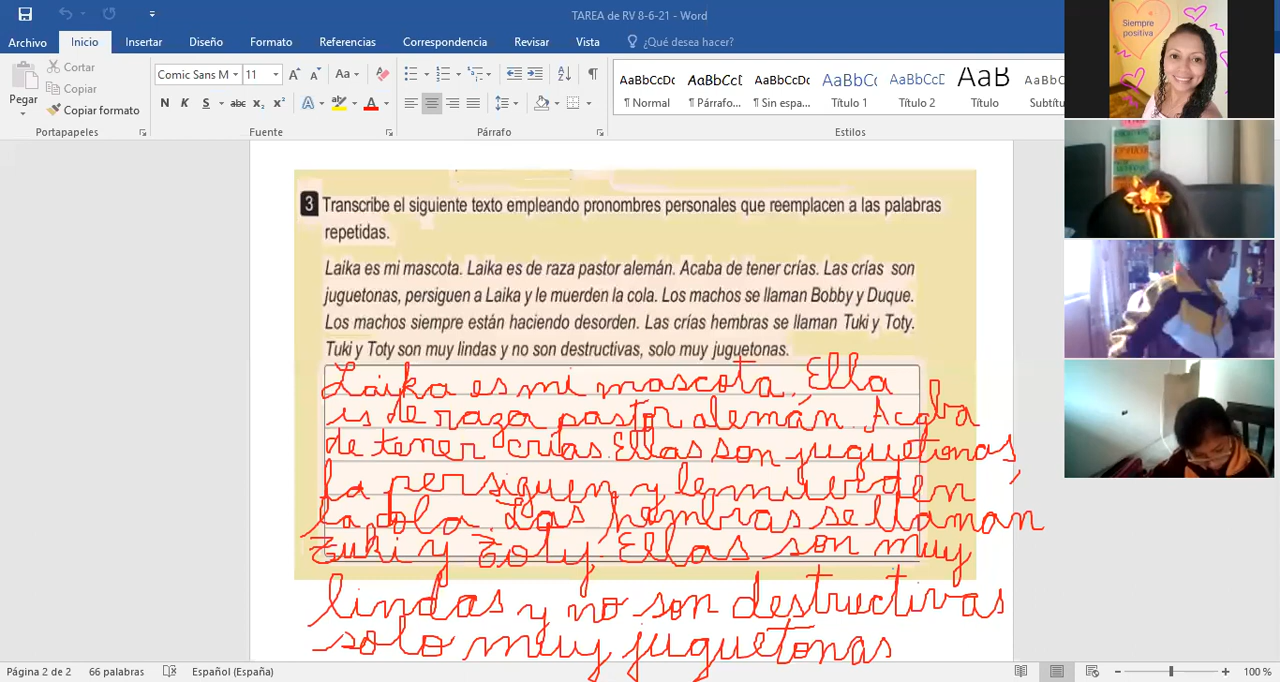 TAREA de RV 8-6-21 - Word
Archivo Inicio Insertar Diseño Formato Referencias Correspondencia Revisar Vista ¿Qué desea hacer?
Pegar Cortar Copiar Copiar formato
Comic Sans M 11
N K S abc x₂ x² Aa A
Portapapeles Fuente Párrafo Estilos
AaBbCcDc AaBbCcD AaBbCcDc AaBbC AaBbCcD AaB AaBbC
¶ Normal ¶ Párrafo... ¶ Sin espa... Título 1 Título 2 Título Subtítu
Siempre
positiva
3 Transcribe el siguiente texto empleando pronombres personales que reemplacen a las palabras
repetidas.
Laika es mi mascota. Laika es de raza pastor alemán. Acaba de tener crías. Las crías son
juguetonas, persiguen a Laika y le muerden la cola. Los machos se llaman Bobby y Duque.
Los machos siempre están haciendo desorden. Las crías hembras se llaman Tuki y Toty.
Tuki y Toty son muy lindas y no son destructivas, solo muy juguetonas.
Laika es mi mascota. Ella
es de raza pastor alemán. Acaba
de tener crías. Ellas son juguetonas,
la persiguen y le muerden
la cola. Las hembras se llaman
Tuki y Toty. Ellas son muy
lindas y no son destructivas
solo muy juguetonas
Página 2 de 2 66 palabras Español (España) 100 %